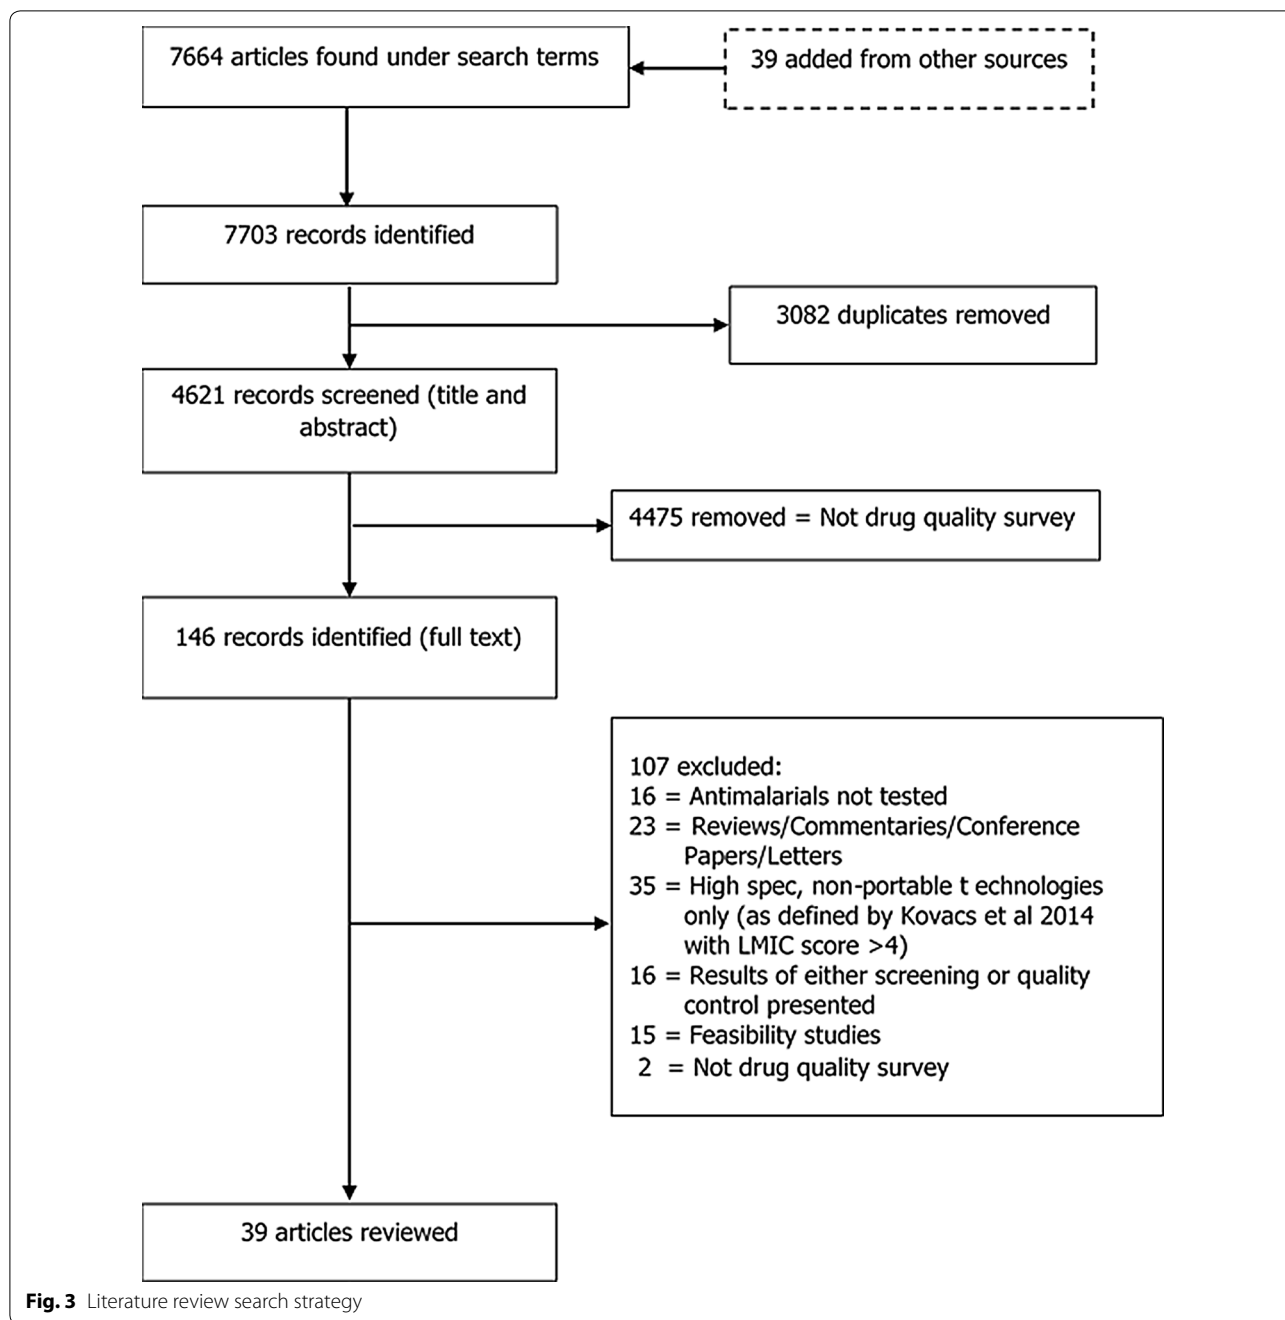 7664 articles found under search terms
39 added from other sources
7703 records identified
3082 duplicates removed
4621 records screened (title and
abstract)
4475 removed = Not drug quality survey
146 records identified (full text)
107 excluded:
16 = Antimalarials not tested
23 = Reviews/Commentaries/Conference
Papers/Letters
35 = High spec, non-portable t echnologies
only (as defined by Kovacs et al 2014
with LMIC score >4)
16 = Results of either screening or quality
control presented
15 = Feasibility studies
2 = Not drug quality survey
39 articles reviewed
Fig. 3 Literature review search strategy